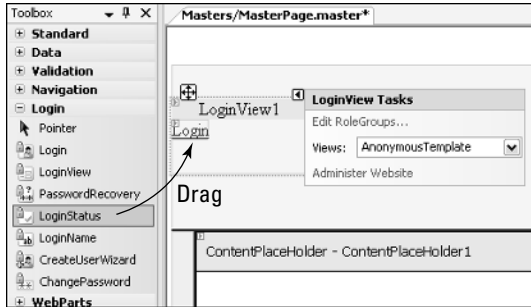 Toolbox
Masters/MasterPage.master*
Standard
Data
Validation
Navigation
Login
Pointer
Login
LoginView
PasswordRecovery
LoginStatus
LoginName
CreateUserWizard
ChangePassword
WebParts
LoginView1
Login
Drag
LoginView Tasks
Edit RoleGroups...
Views: AnonymousTemplate
Administer Website
ContentPlaceHolder - ContentPlaceHolder1